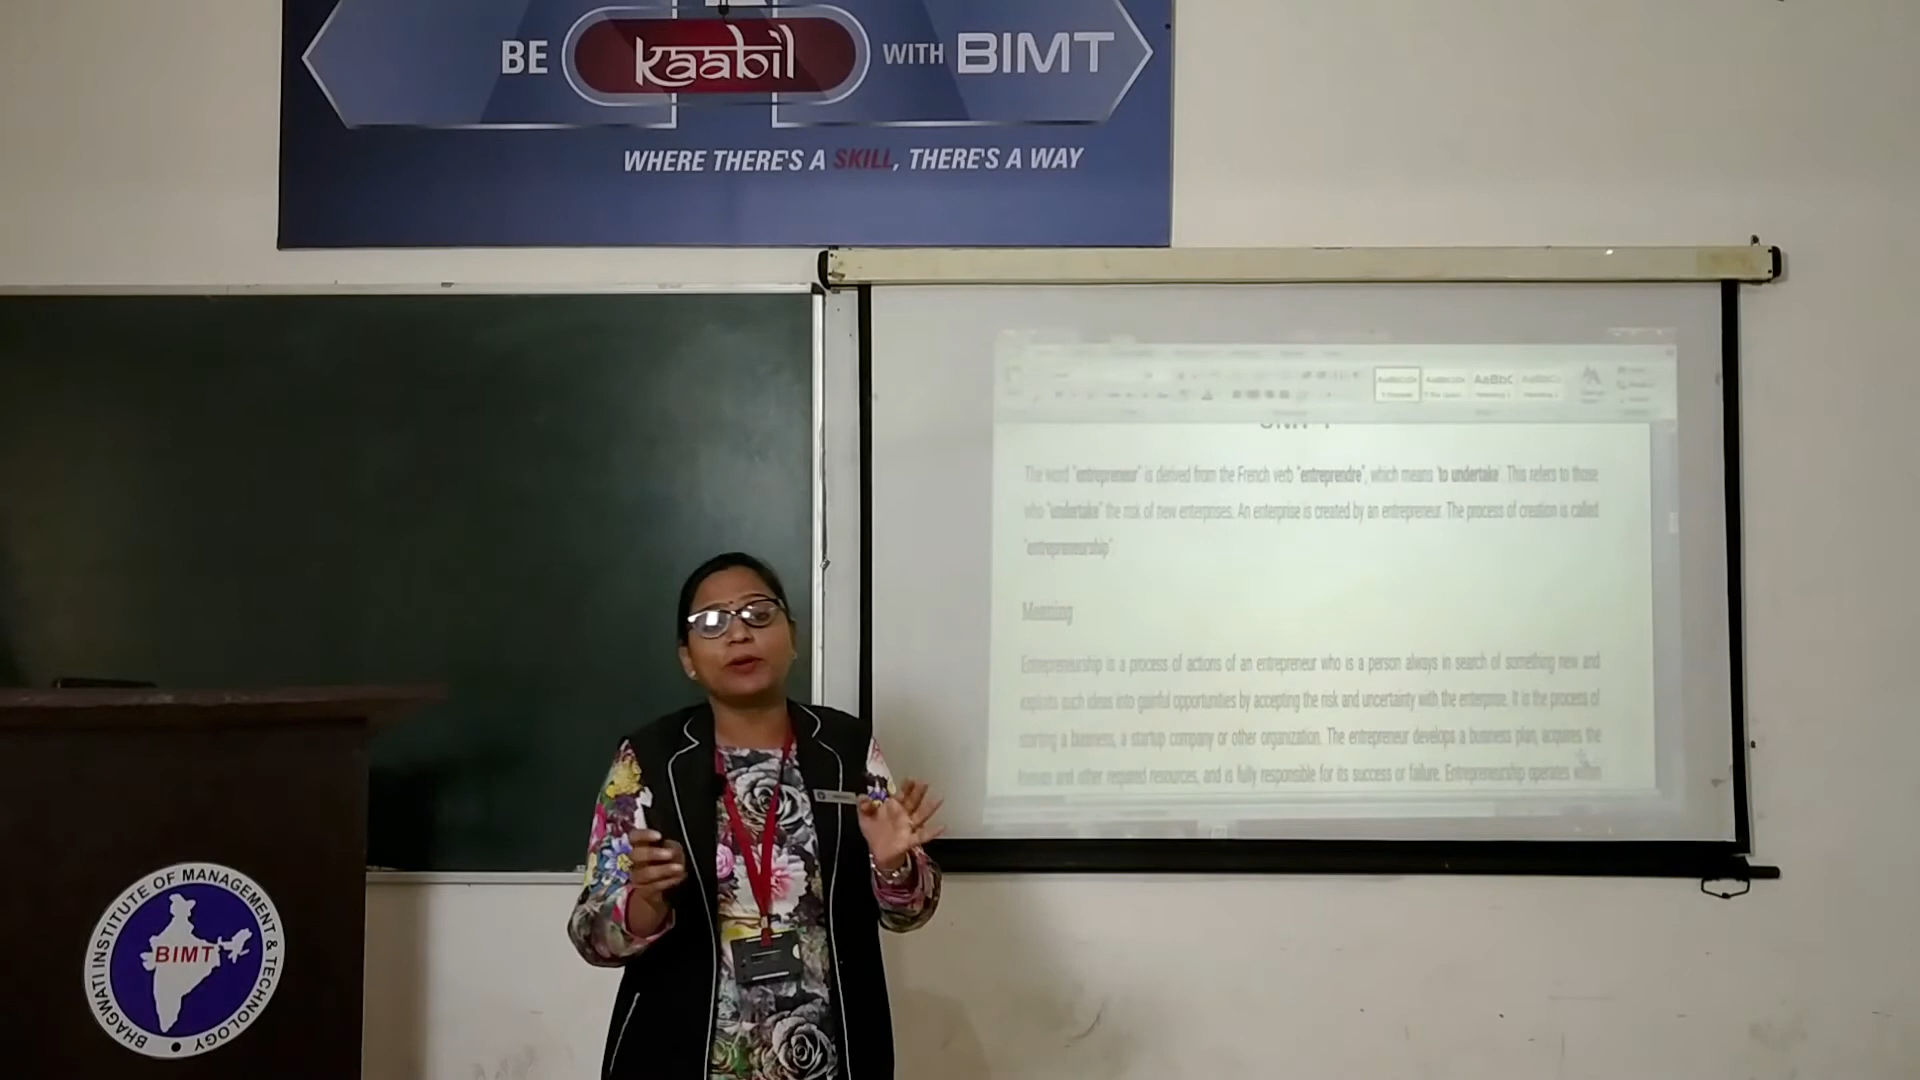 BE kaabil WITH BIMT
WHERE THERE'S A SKILL, THERE'S A WAY
The word "entrepreneur" is derived from the French verb "entreprendre", which means 'to undertake'. This refers to those
who "undertake" the risk of new enterprises. An enterprise is created by an entrepreneur. The process of creation is called
"entrepreneurship"
Meaning
Entrepreneurship is a process of actions of an entrepreneur who is a person always in search of something new and
exploits such ideas into gainful opportunities by accepting the risk and uncertainty with the enterprise. It is the process of
starting a business, a startup company or other organization. The entrepreneur develops a business plan, acquires the
human and other required resources, and is fully responsible for its success or failure. Entrepreneurship operates within
BHAGWATI INSTITUTE OF MANAGEMENT & TECHNOLOGY
BIMT